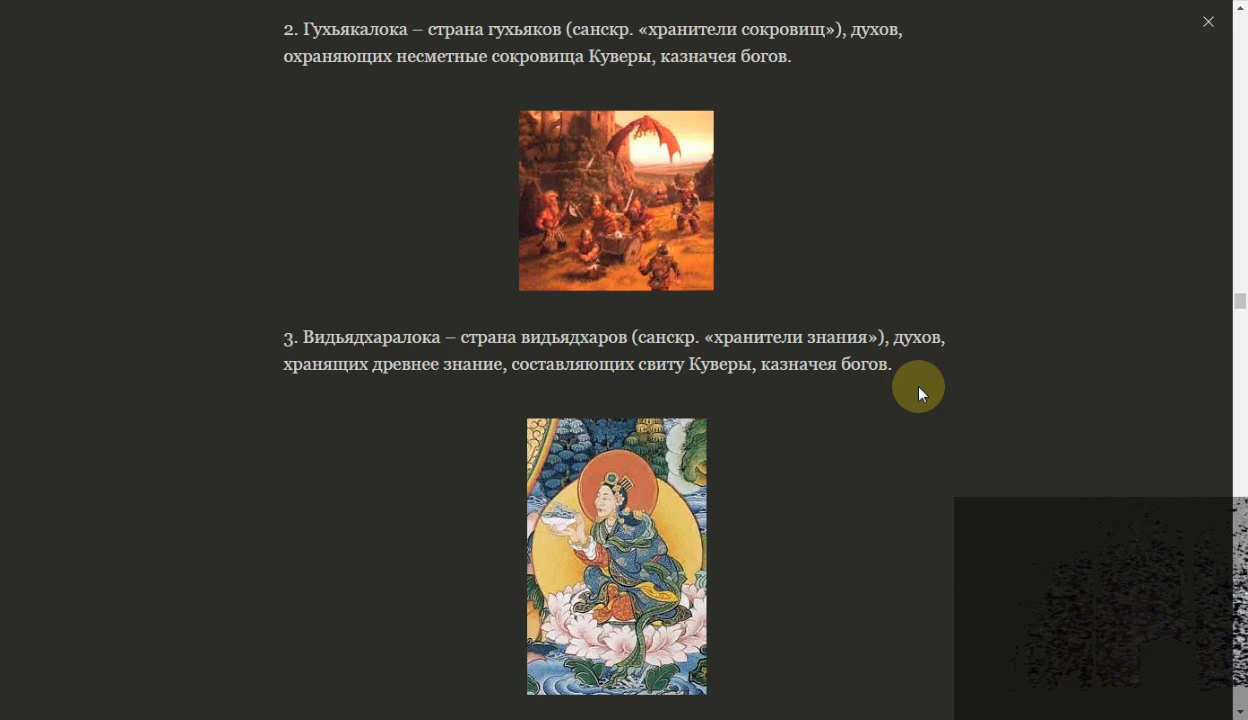 2. Гухьякалока – страна гухьяков (санскр. «хранители сокровищ»), духов,
охраняющих несметные сокровища Куверы, казначея богов.
3. Видьядхаралока – страна видьядхаров (санскр. «хранители знания»), духов,
хранящих древнее знание, составляющих свиту Куверы, казначея богов.